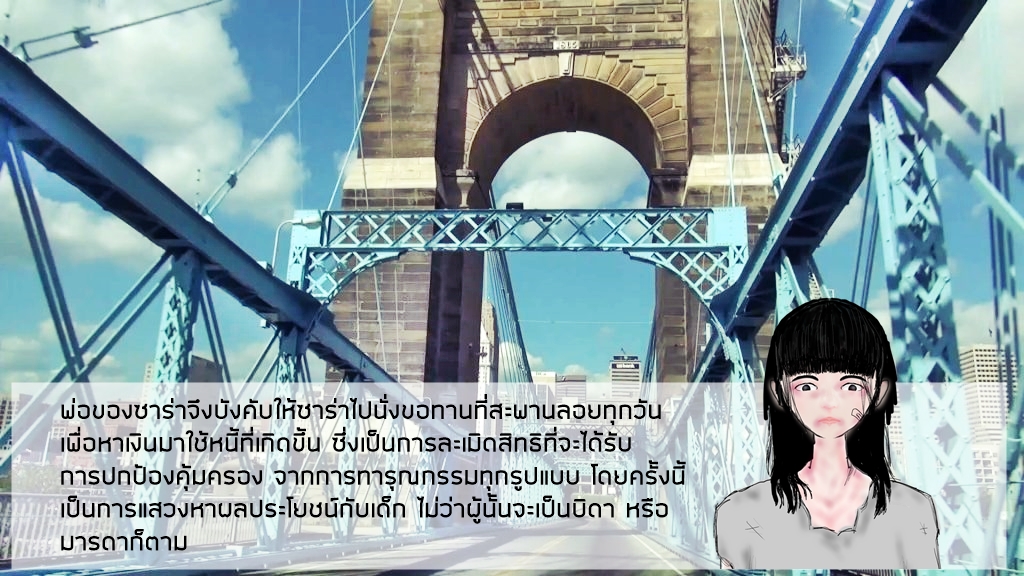 พ่อของซาร่าจึงบังคับให้ซาร่าไปนั่งขอทานที่สะพานลอยทุกวัน
เพื่อหาเงินมาใช้หนี้ที่เกิดขึ้น ซึ่งเป็นการละเมิดสิทธิที่จะได้รับ
การปกป้องคุ้มครอง จากการทารุณกรรมทุกรูปแบบ โดยครั้งนี้
เป็นการแสวงหาผลประโยชน์กับเด็ก ไม่ว่าผู้นั้นจะเป็นบิดา หรือ
มารดาก็ตาม